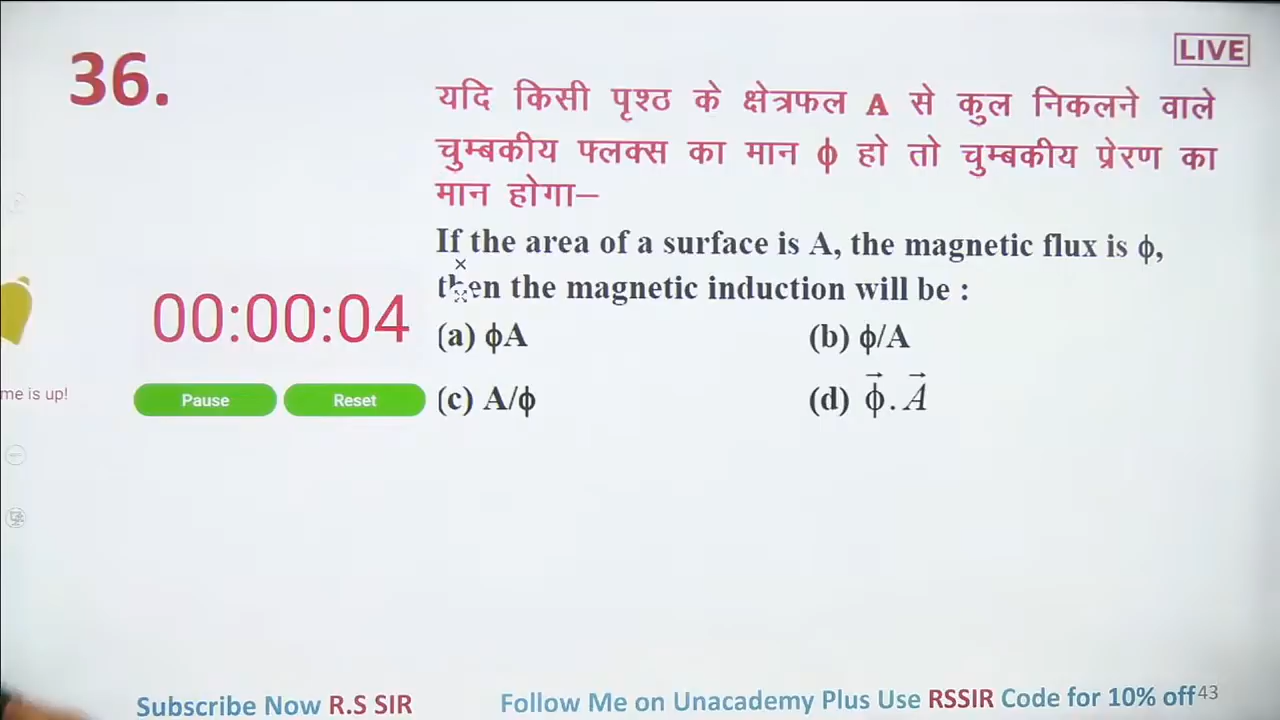 36.
LIVE
यदि किसी पृश्ठ के क्षेत्रफल A से कुल निकलने वाले
चुम्बकीय फ्लक्स का मान ϕ हो तो चुम्बकीय प्रेरण का
मान होगा–
If the area of a surface is A, the magnetic flux is ϕ,
then the magnetic induction will be :
(a) ϕA
(b) ϕ/A
(c) A/ϕ
(d) ϕ⃗ . A⃗
00:00:04
me is up!
Pause
Reset
Subscribe Now R.S SIR
Follow Me on Unacademy Plus Use RSSIR Code for 10% off
43